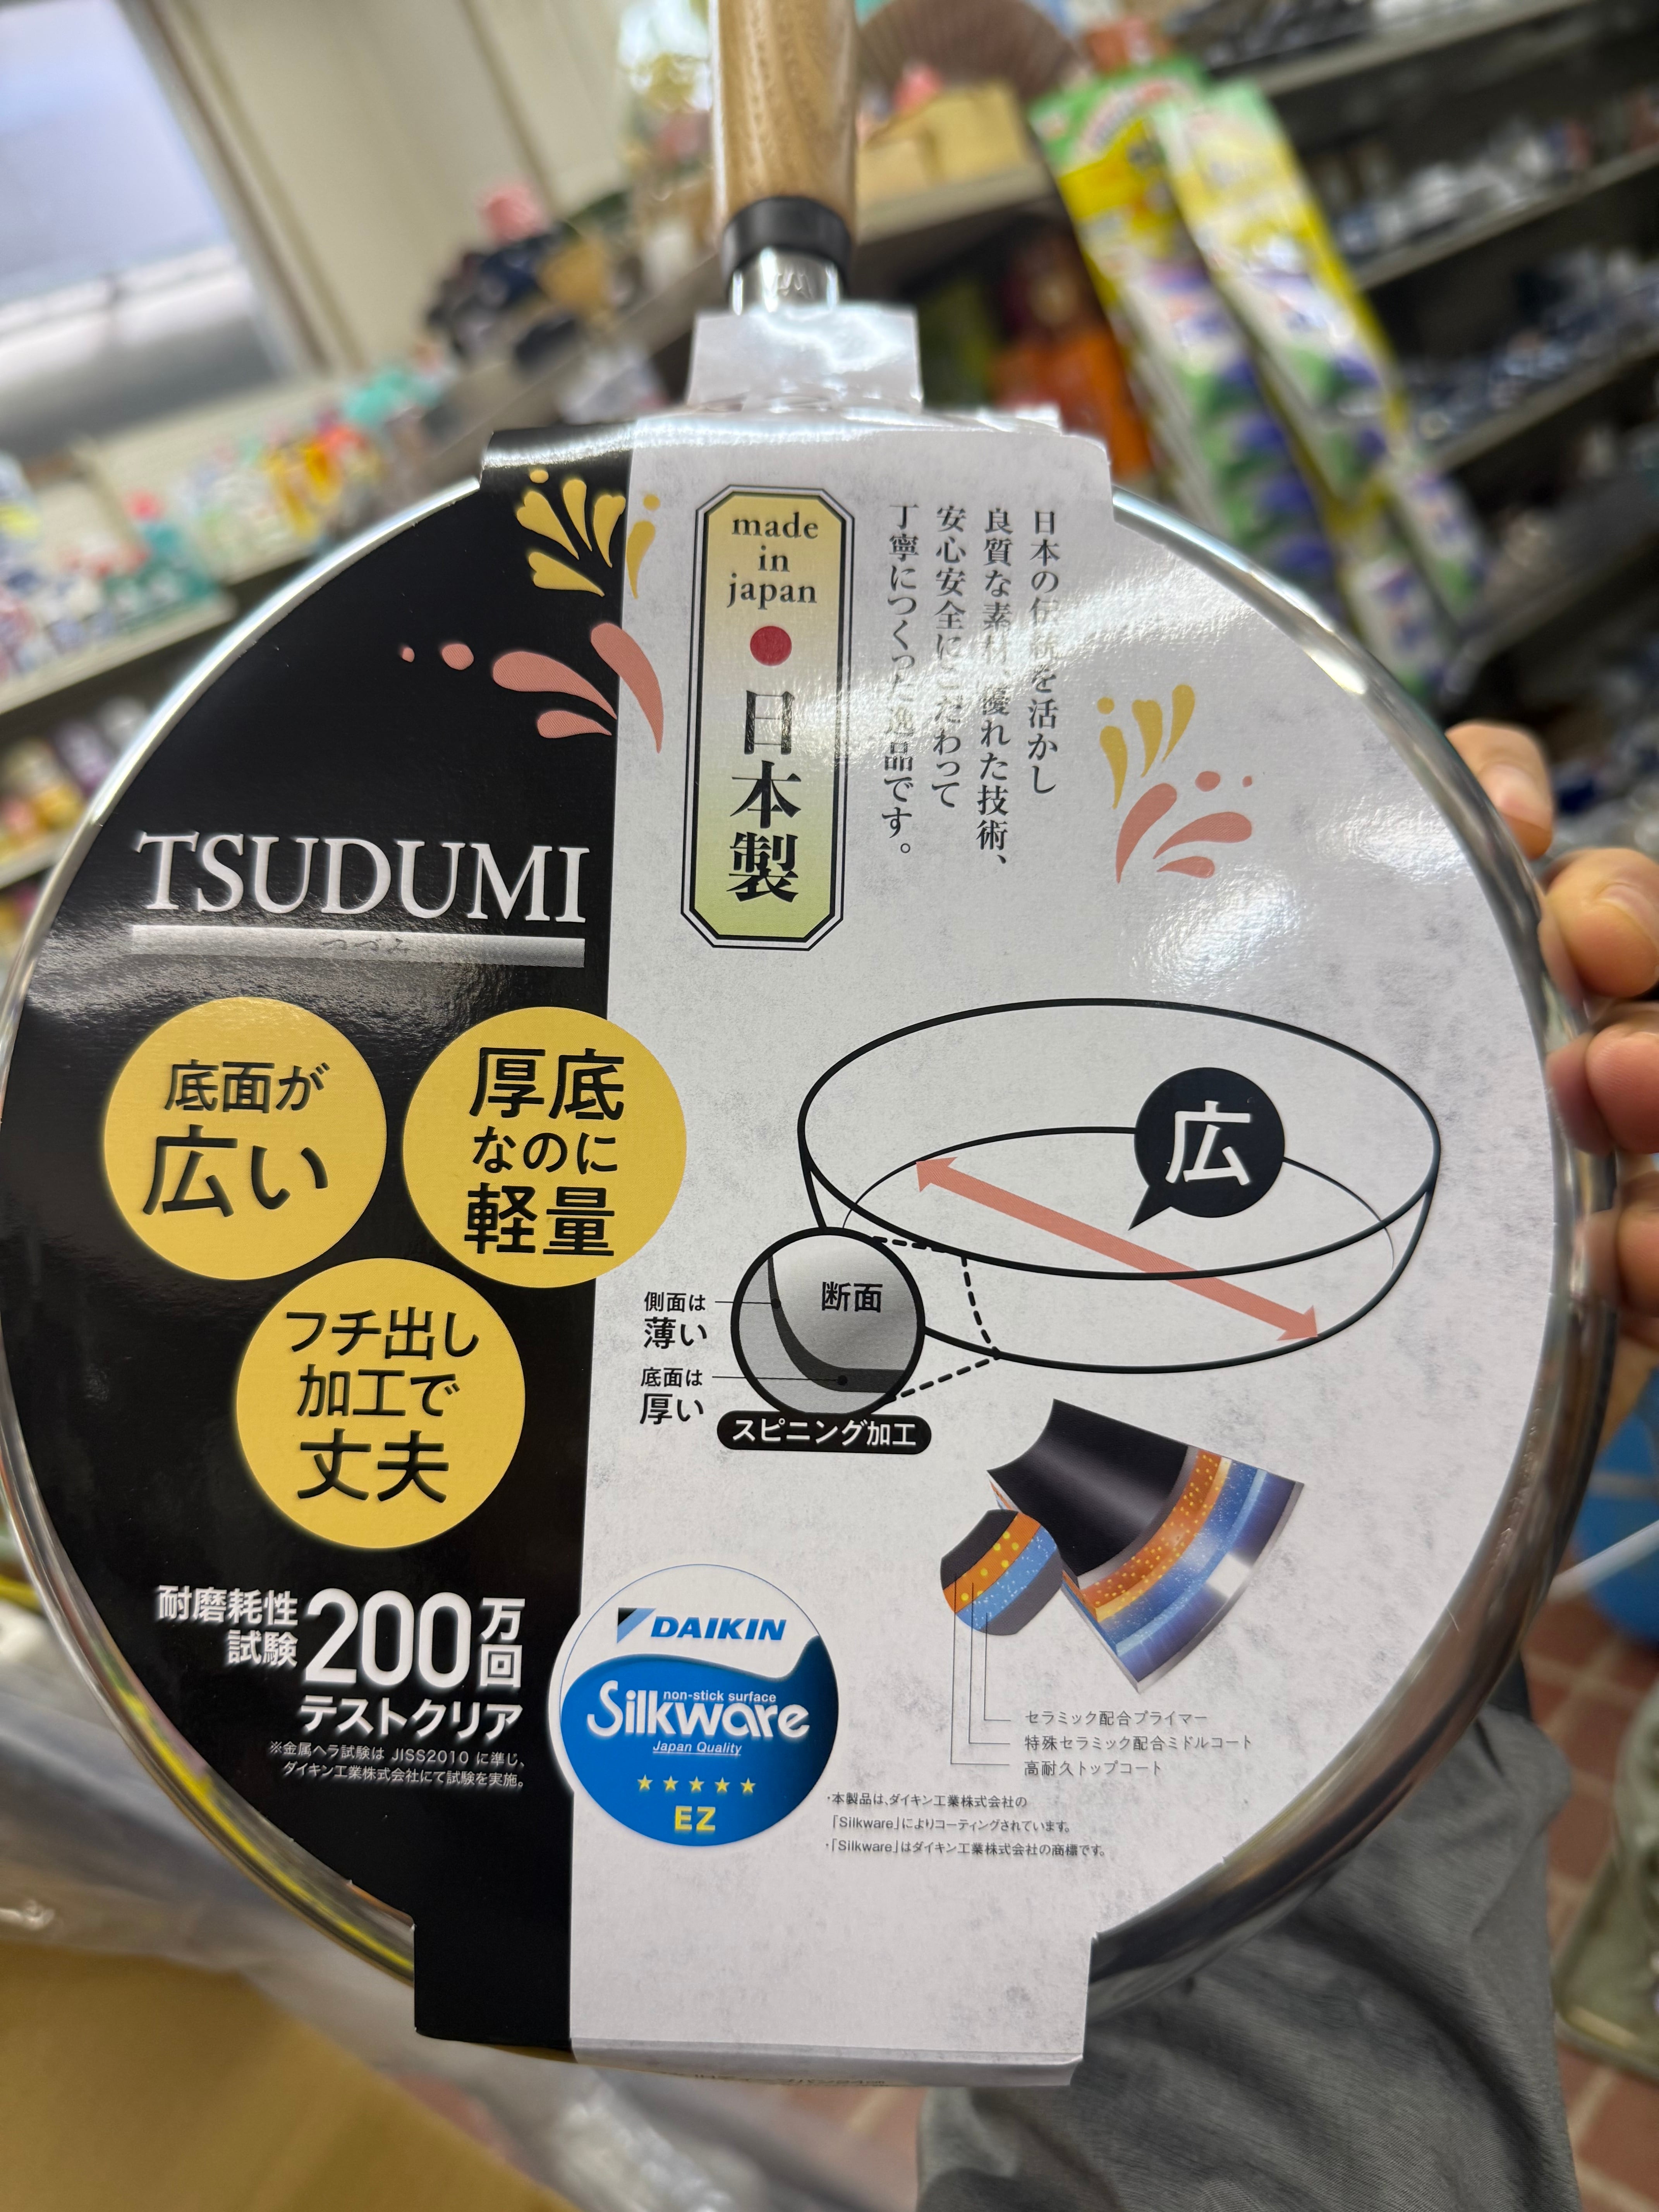 made
in
japan
日本製
日本の伝統を活かし
良質な素材、優れた技術、
安心安全にこだわって
丁寧につくった逸品です。
TSUDUMI
つづみ
底面が
広い
厚底
なのに
軽量
フチ出し
加工で
丈夫
広
断面
側面は
薄い
底面は
厚い
スピニング加工
耐磨耗性
試験
200万回
テストクリア
※金属ヘラ試験は JISS2010 に準じ、
ダイキン工業株式会社にて試験を実施。
DAIKIN
non-stick surface
Silkware
Japan Quality
★★★★★
EZ
セラミック配合プライマー
特殊セラミック配合ミドルコート
高耐久トップコート
・本製品は、ダイキン工業株式会社の
「Silkware」によりコーティングされています。
・「Silkware」はダイキン工業株式会社の商標です。